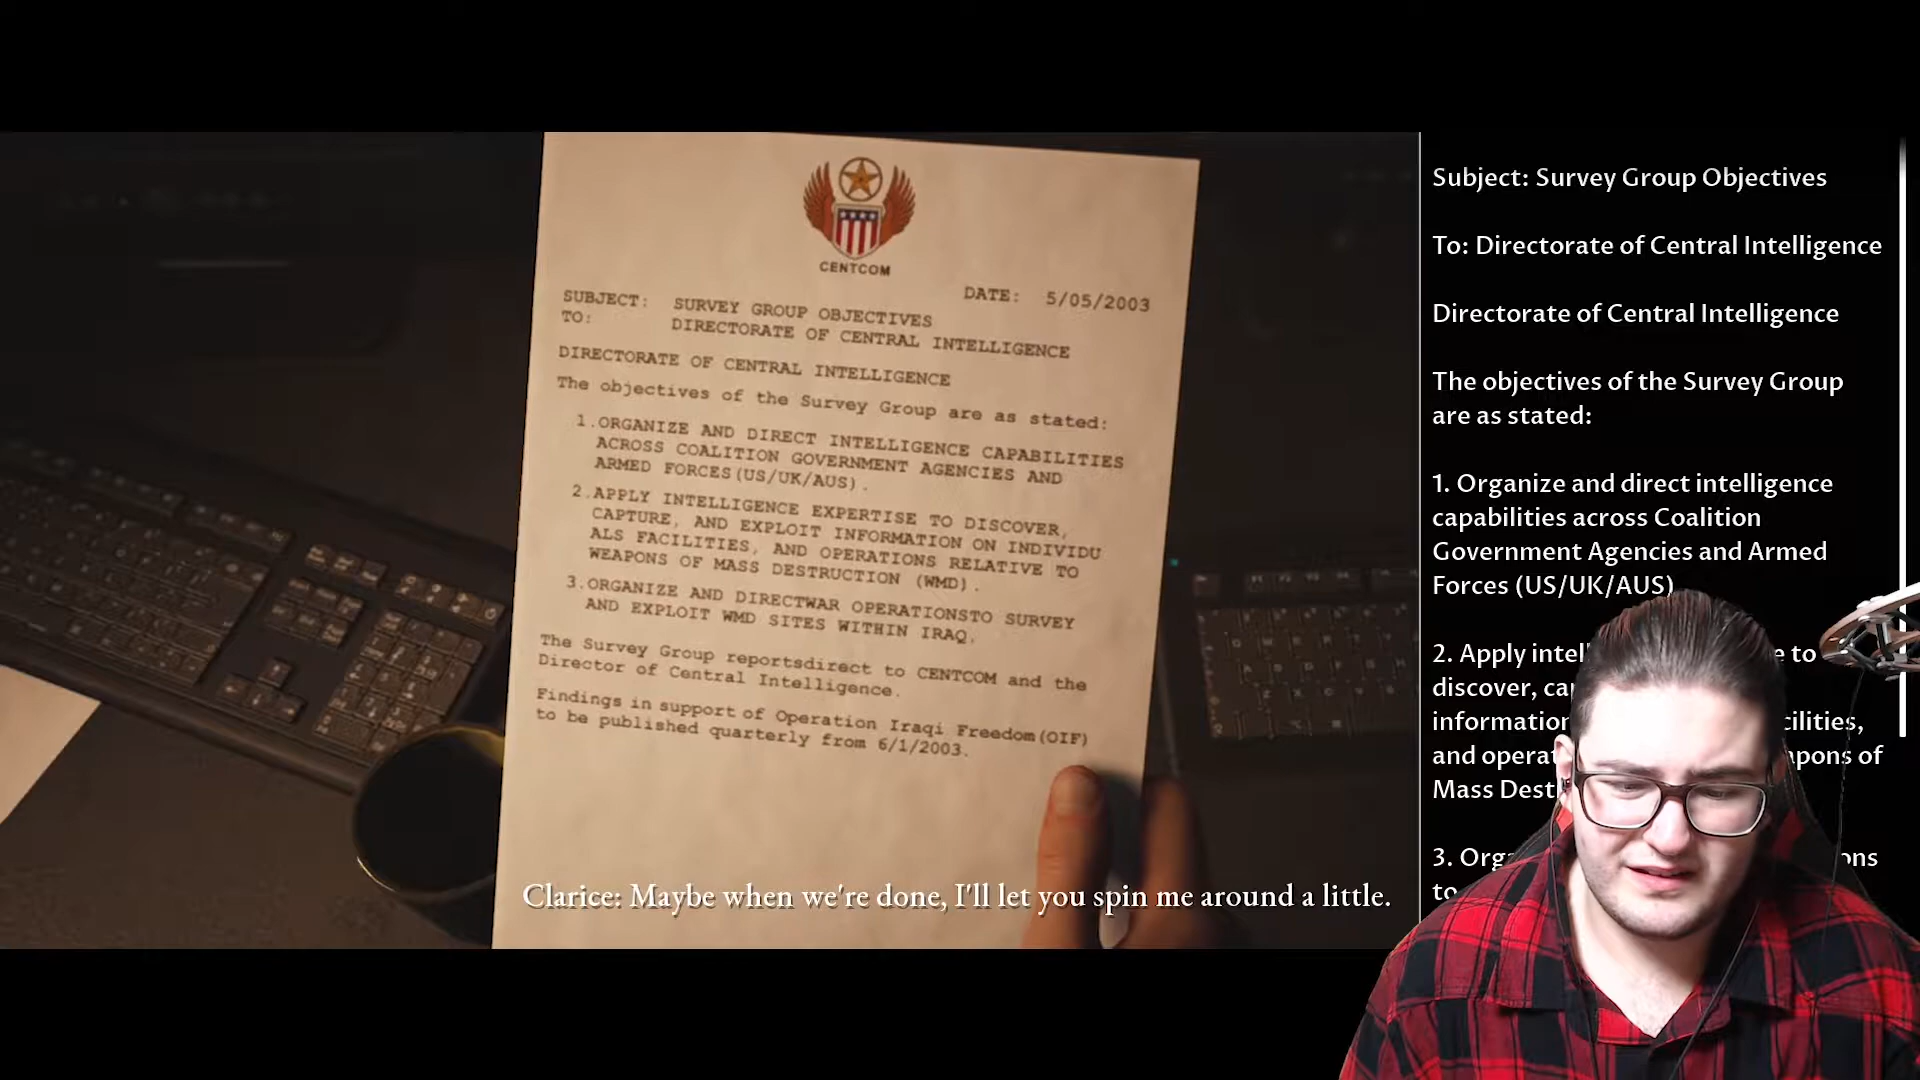 CENTCOM
DATE: 5/05/2003
SUBJECT: SURVEY GROUP OBJECTIVES
TO: DIRECTORATE OF CENTRAL INTELLIGENCE
DIRECTORATE OF CENTRAL INTELLIGENCE
The objectives of the Survey Group are as stated:
1.ORGANIZE AND DIRECT INTELLIGENCE CAPABILITIES
ACROSS COALITION GOVERNMENT AGENCIES AND
ARMED FORCES(US/UK/AUS).
2.APPLY INTELLIGENCE EXPERTISE TO DISCOVER,
CAPTURE, AND EXPLOIT INFORMATION ON INDIVIDU
ALS FACILITIES, AND OPERATIONS RELATIVE TO
WEAPONS OF MASS DESTRUCTION (WMD).
3.ORGANIZE AND DIRECTWAR OPERATIONSTO SURVEY
AND EXPLOIT WMD SITES WITHIN IRAQ.
The Survey Group reportsdirect to CENTCOM and the
Director of Central Intelligence.
Findings in support of Operation Iraqi Freedom(OIF)
to be published quarterly from 6/1/2003.
Clarice: Maybe when we're done, I'll let you spin me around a little.
Subject: Survey Group Objectives
To: Directorate of Central Intelligence
Directorate of Central Intelligence
The objectives of the Survey Group
are as stated:
1. Organize and direct intelligence
capabilities across Coalition
Government Agencies and Armed
Forces (US/UK/AUS)
2. Apply to
discover,
information
and of
Mass
3.
to